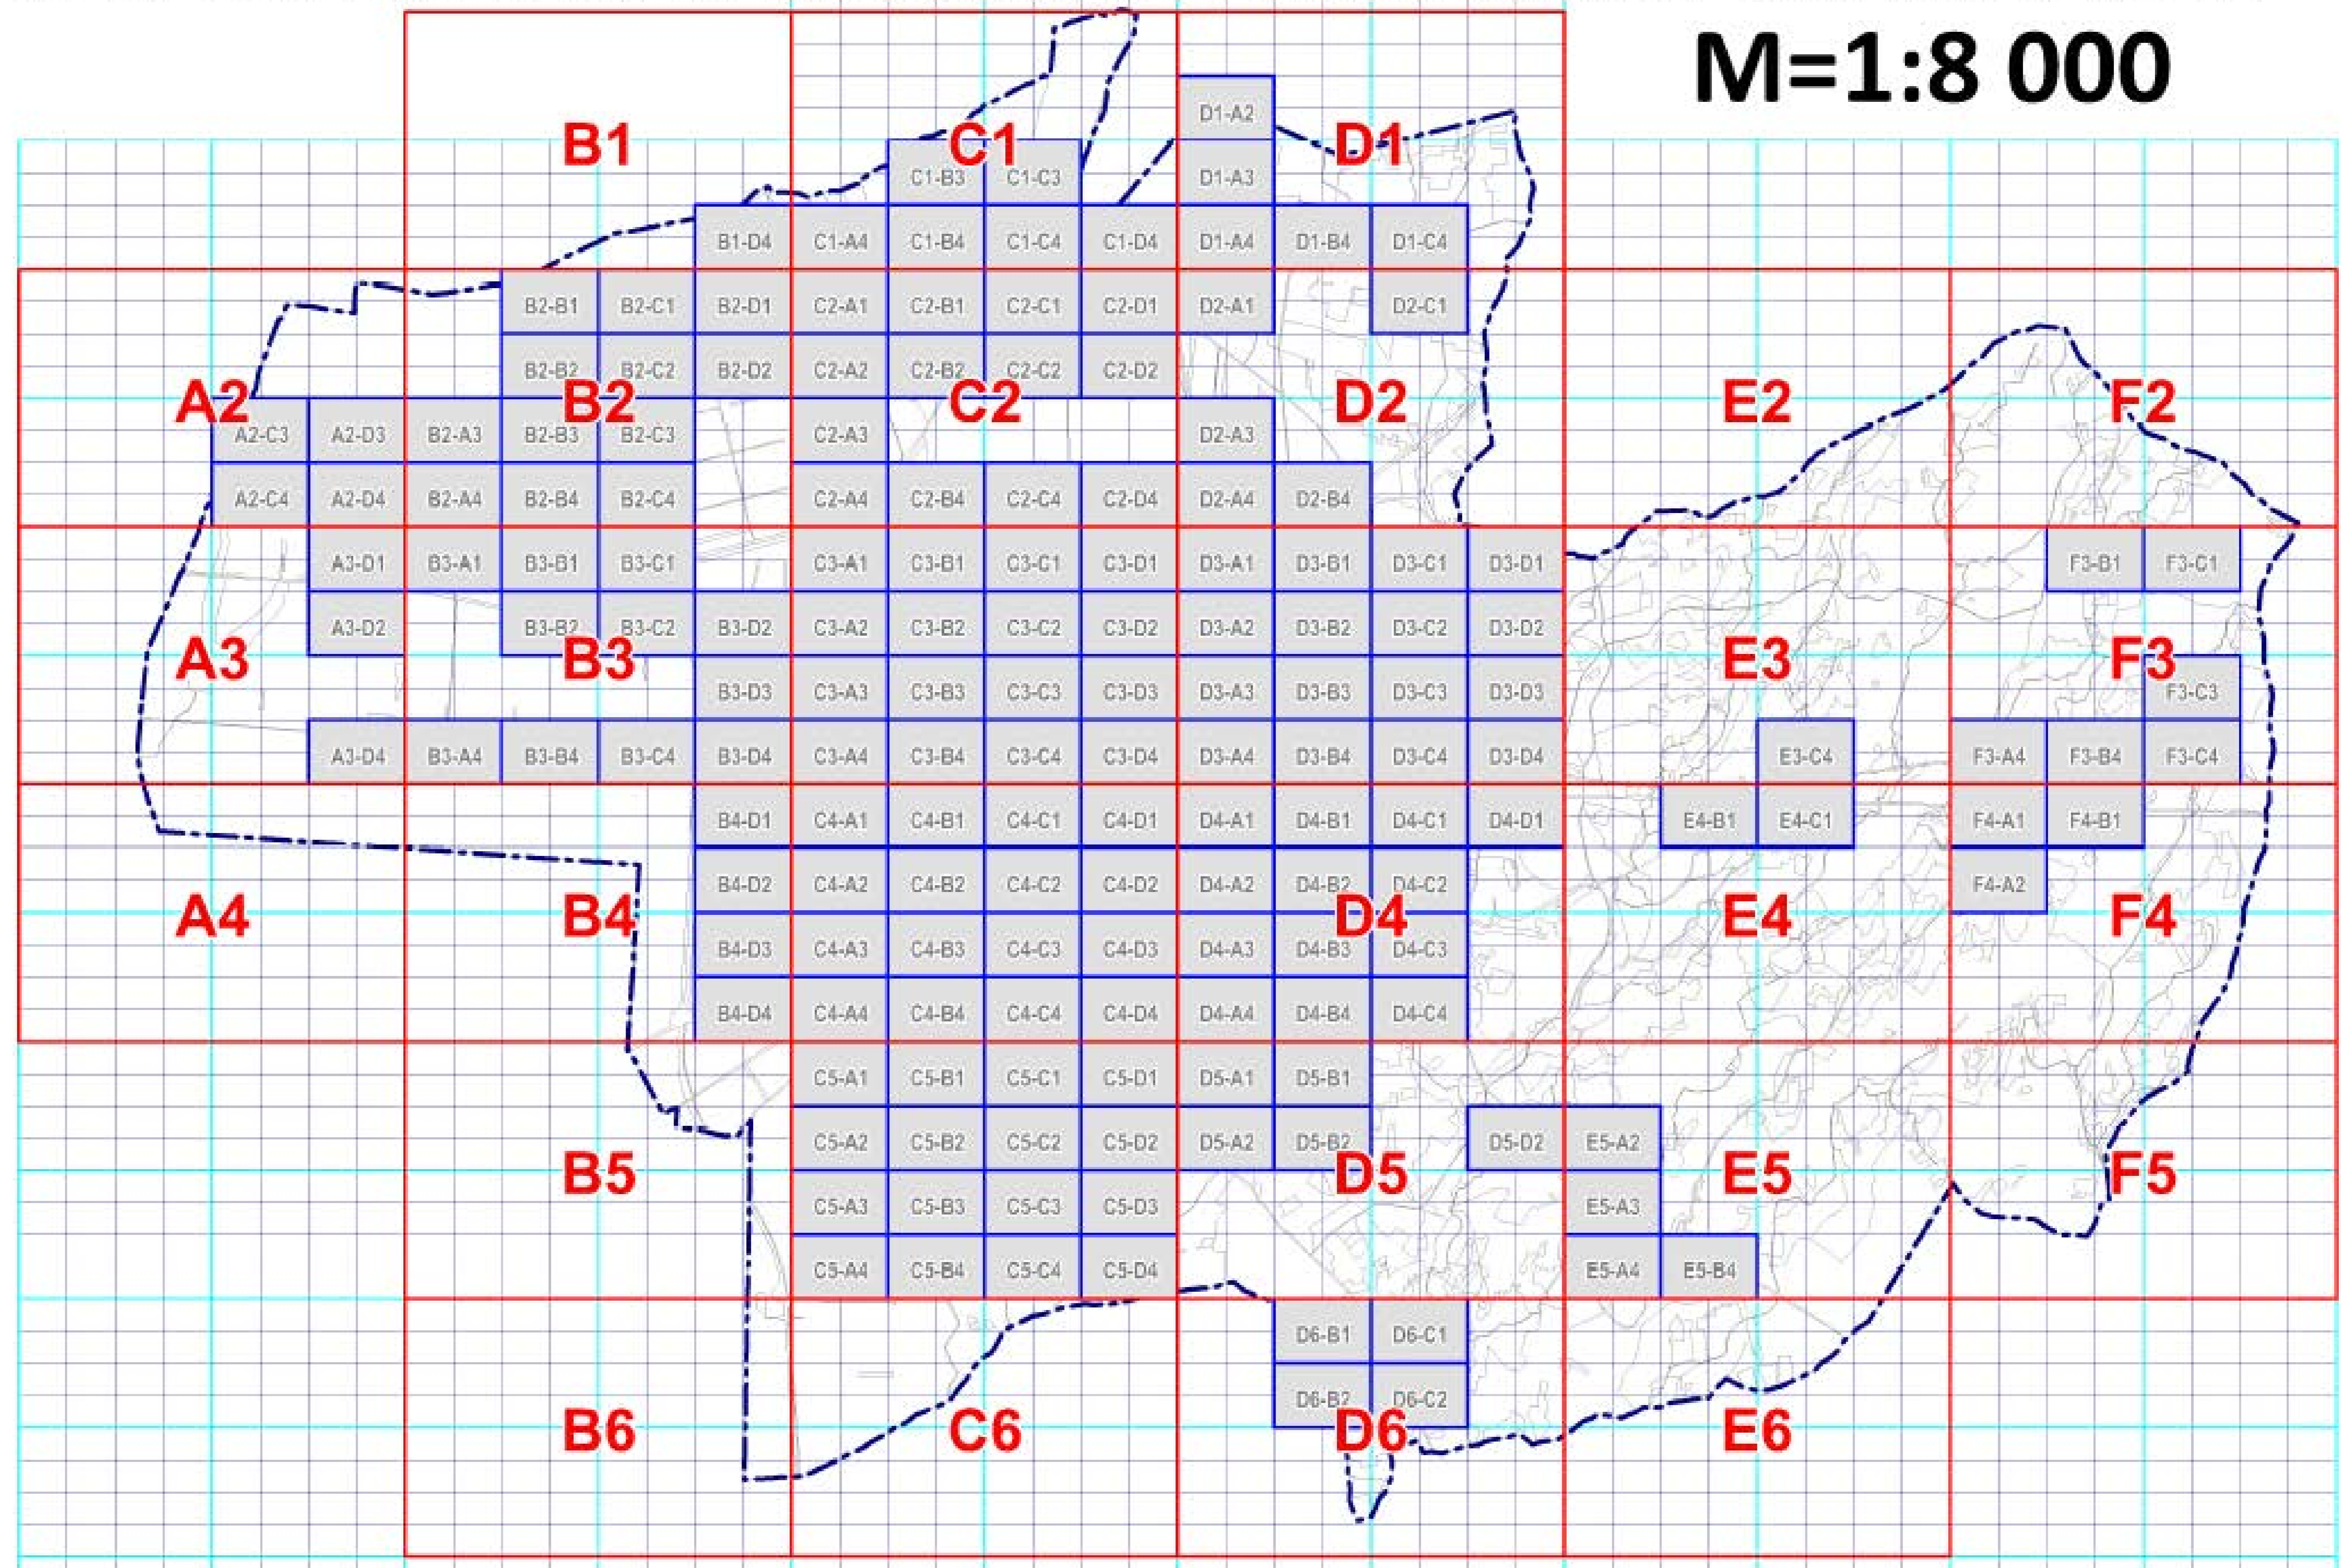 M=1:8 000
D1-A2
B1 C1 D1
C1-B3 C1-C3 D1-A3
B1-D4 C1-A4 C1-B4 C1-C4 C1-D4 D1-A4 D1-B4 D1-C4
B2-B1 B2-C1 B2-D1 C2-A1 C2-B1 C2-C1 C2-D1 D2-A1 D2-C1
B2-B2 B2-C2 B2-D2 C2-A2 C2-B2 C2-C2 C2-D2
A2 B2 C2 D2 E2 F2
A2-C3 A2-D3 B2-A3 B2-B3 B2-C3 C2-A3 D2-A3
A2-C4 A2-D4 B2-A4 B2-B4 B2-C4 C2-A4 C2-B4 C2-C4 C2-D4 D2-A4 D2-B4
A3-D1 B3-A1 B3-B1 B3-C1 C3-A1 C3-B1 C3-C1 C3-D1 D3-A1 D3-B1 D3-C1 D3-D1 F3-B1 F3-C1
A3-D2 B3-B2 B3-C2 B3-D2 C3-A2 C3-B2 C3-C2 C3-D2 D3-A2 D3-B2 D3-C2 D3-D2
A3 B3 E3 F3
B3-D3 C3-A3 C3-B3 C3-C3 C3-D3 D3-A3 D3-B3 D3-C3 D3-D3 F3-C3
A3-D4 B3-A4 B3-B4 B3-C4 B3-D4 C3-A4 C3-B4 C3-C4 C3-D4 D3-A4 D3-B4 D3-C4 D3-D4 E3-C4 F3-A4 F3-B4 F3-C4
B4-D1 C4-A1 C4-B1 C4-C1 C4-D1 D4-A1 D4-B1 D4-C1 D4-D1 E4-B1 E4-C1 F4-A1 F4-B1
B4-D2 C4-A2 C4-B2 C4-C2 C4-D2 D4-A2 D4-B2 D4-C2 F4-A2
A4 B4 D4 E4 F4
B4-D3 C4-A3 C4-B3 C4-C3 C4-D3 D4-A3 D4-B3 D4-C3
B4-D4 C4-A4 C4-B4 C4-C4 C4-D4 D4-A4 D4-B4 D4-C4
C5-A1 C5-B1 C5-C1 C5-D1 D5-A1 D5-B1
C5-A2 C5-B2 C5-C2 C5-D2 D5-A2 D5-B2 D5-D2 E5-A2
B5 D5 E5 F5
C5-A3 C5-B3 C5-C3 C5-D3 E5-A3
C5-A4 C5-B4 C5-C4 C5-D4 E5-A4 E5-B4
D6-B1 D6-C1
D6-B2 D6-C2
B6 C6 D6 E6